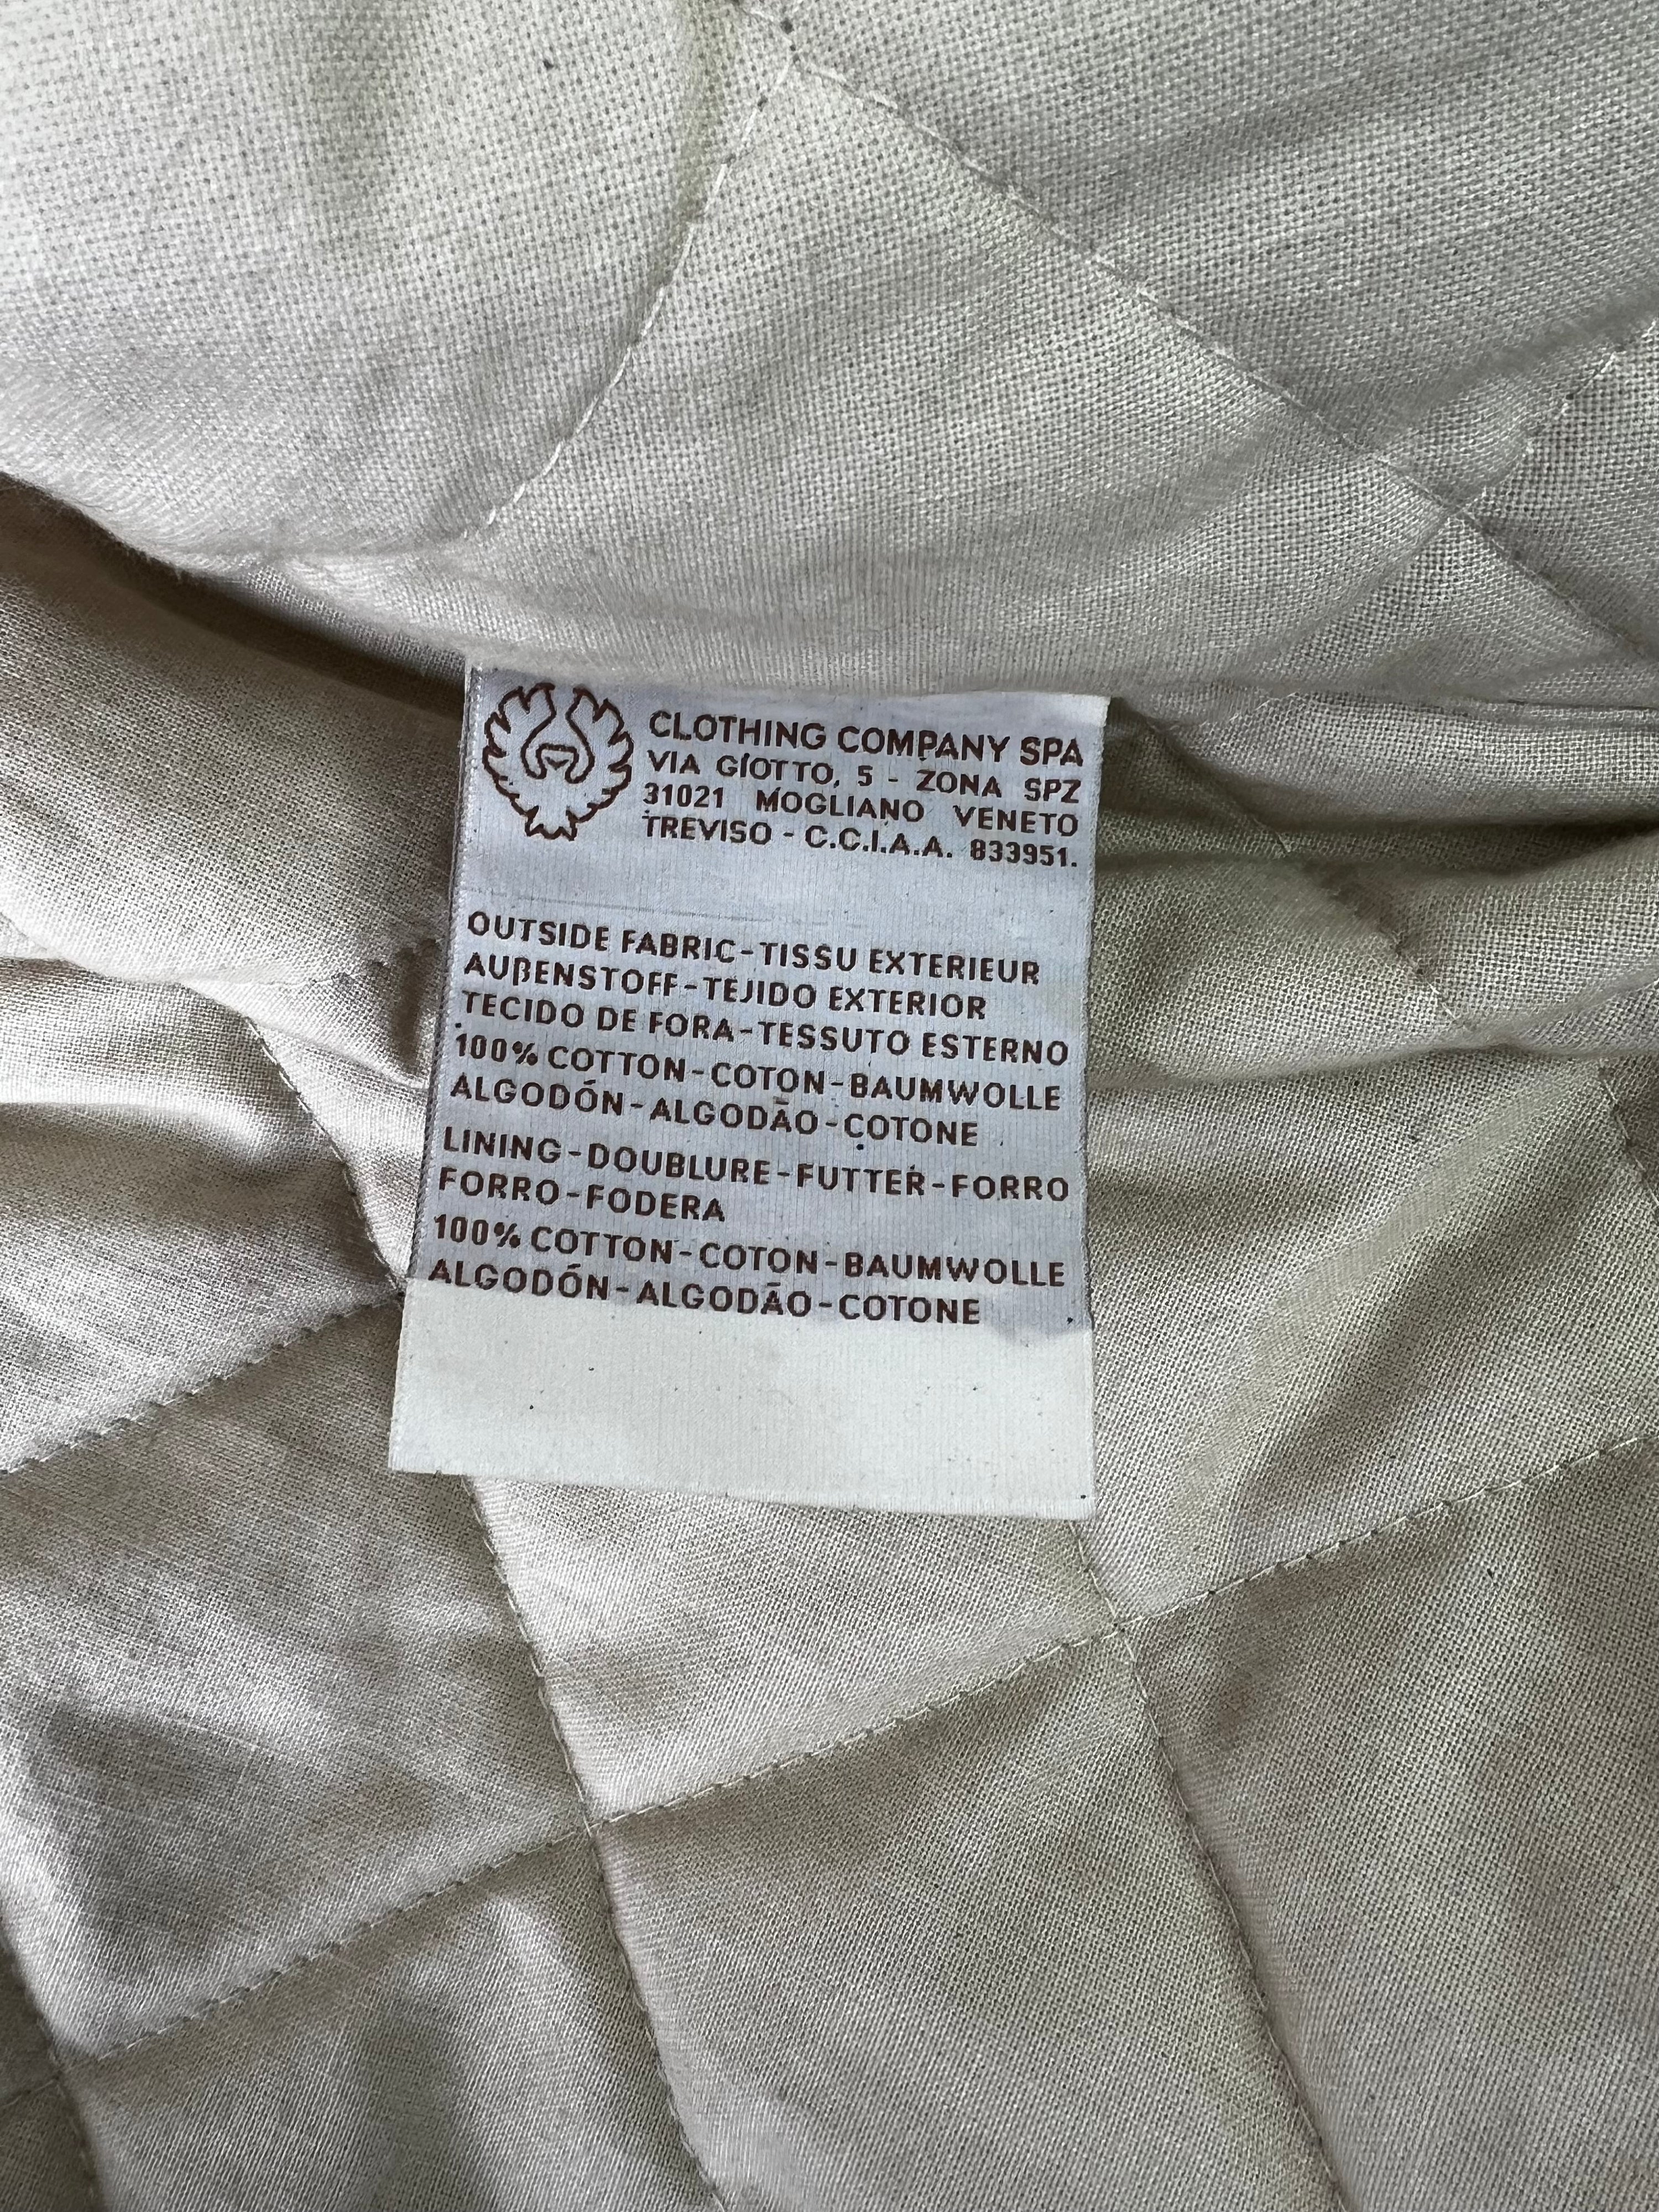 CLOTHING COMPANY SPA
VIA GIOTTO, 5 - ZONA SPZ
31021 MOGLIANO VENETO
TREVISO - C.C.I.A.A. 833951.
OUTSIDE FABRIC-TISSU EXTERIEUR
AUßENSTOFF-TEJIDO EXTERIOR
TECIDO DE FORA-TESSUTO ESTERNO
100% COTTON-COTON-BAUMWOLLE
ALGODÓN-ALGODÃO-COTONE
LINING-DOUBLURE-FUTTER-FORRO
FORRO-FODERA
100% COTTON-COTON-BAUMWOLLE
ALGODÓN-ALGODÃO-COTONE